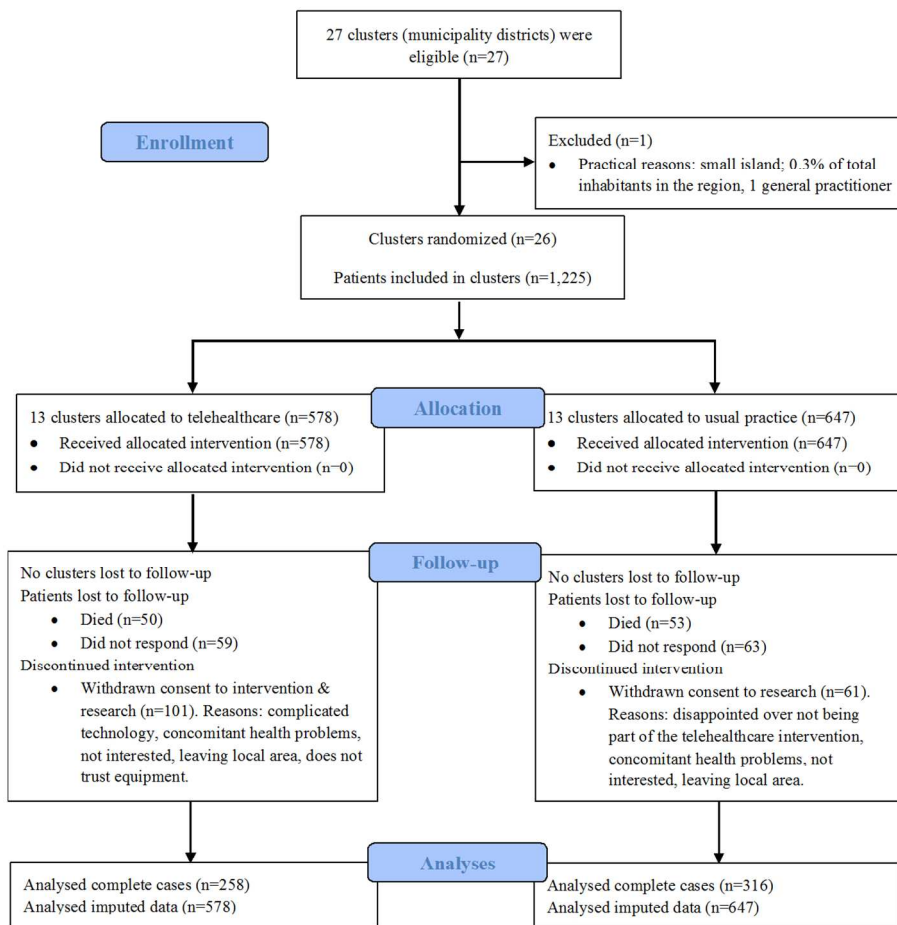 27 clusters (municipality districts) were
eligible (n=27)
Enrollment
Excluded (n=1)
• Practical reasons: small island; 0.3% of total
inhabitants in the region, 1 general practitioner
Clusters randomized (n=26)
Patients included in clusters (n=1,225)
Allocation
13 clusters allocated to telehealthcare (n=578)
• Received allocated intervention (n=578)
• Did not receive allocated intervention (n=0)
13 clusters allocated to usual practice (n=647)
• Received allocated intervention (n=647)
• Did not receive allocated intervention (n=0)
Follow-up
No clusters lost to follow-up
Patients lost to follow-up
• Died (n=50)
• Did not respond (n=59)
Discontinued intervention
• Withdrawn consent to intervention &
research (n=101). Reasons: complicated
technology, concomitant health problems,
not interested, leaving local area, does not
trust equipment.
No clusters lost to follow-up
Patients lost to follow-up
• Died (n=53)
• Did not respond (n=63)
Discontinued intervention
• Withdrawn consent to research (n=61).
Reasons: disappointed over not being
part of the telehealthcare intervention,
concomitant health problems, not
interested, leaving local area.
Analyses
Analysed complete cases (n=258)
Analysed imputed data (n=578)
Analysed complete cases (n=316)
Analysed imputed data (n=647)